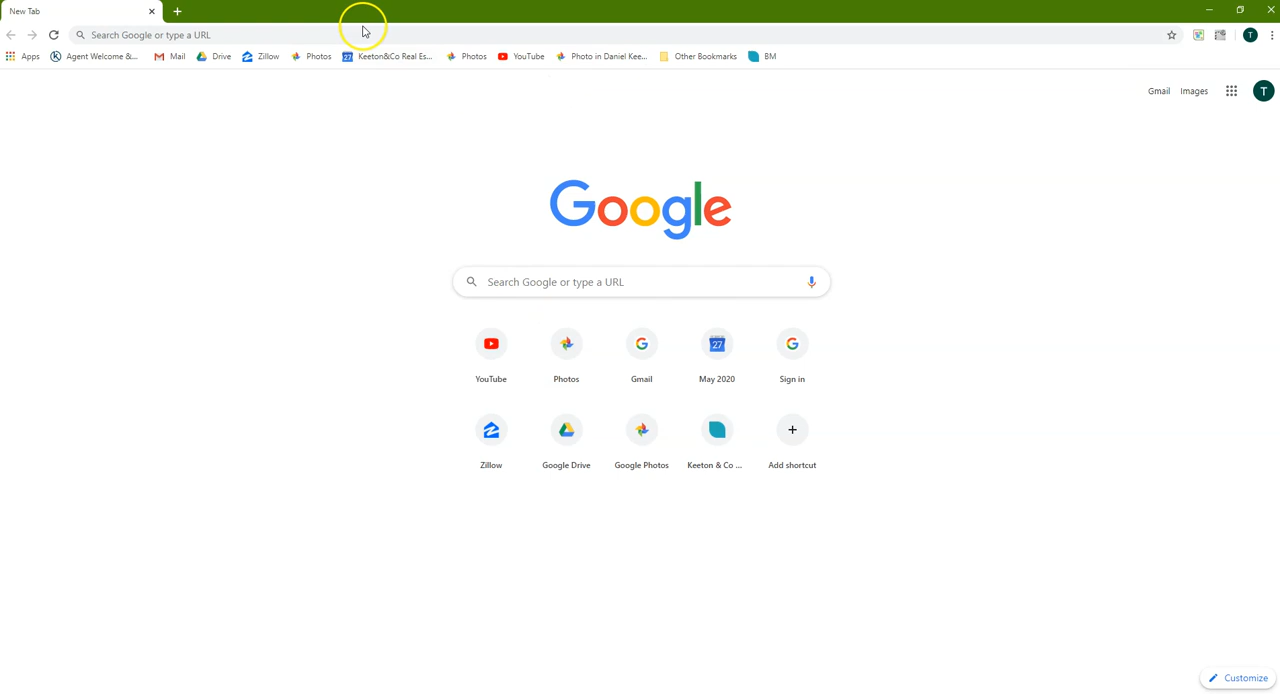 New Tab
Search Google or type a URL
T
Apps Agent Welcome &... Mail Drive Zillow Photos 27 Keeton&Co Real Es... Photos YouTube Photo in Daniel Kee... Other Bookmarks BM
Gmail Images T
Google
Search Google or type a URL
27
YouTube Photos Gmail May 2020 Sign in
Zillow Google Drive Google Photos Keeton & Co ... Add shortcut
Customize